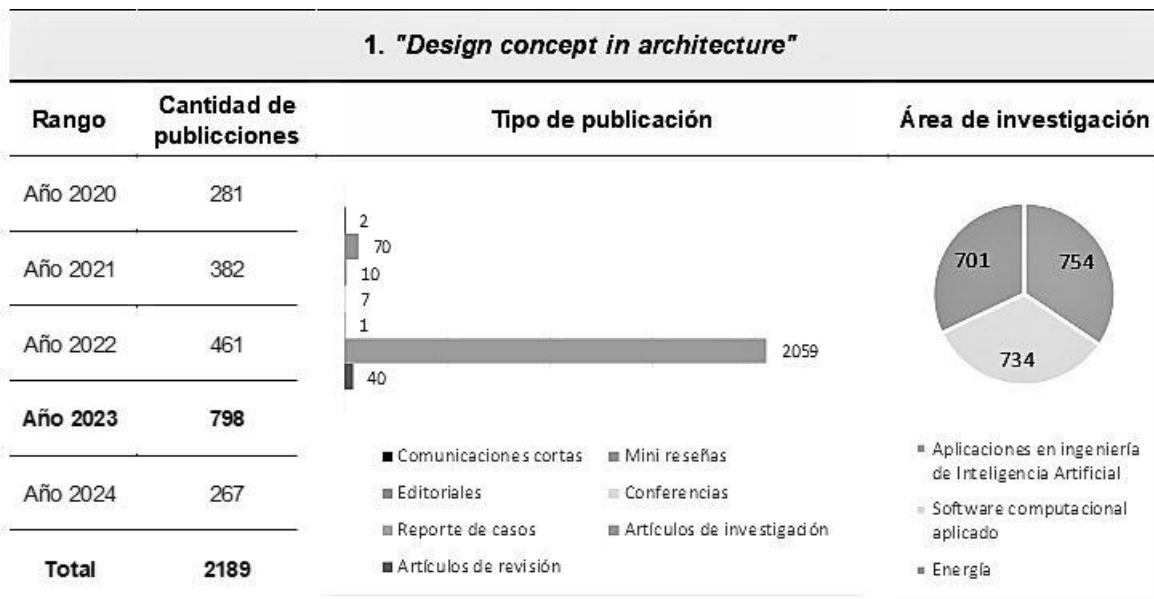 1. "Design concept in architecture"
Rango
Cantidad de
publicciones
Tipo de publicación
Área de investigación
Año 2020
281
Año 2021
382
Año 2022
461
Año 2023
798
Año 2024
267
Total
2189
2
70
10
7
1
2059
40
Comunicaciones cortas
Mini reseñas
Editoriales
Conferencias
Reporte de casos
Artículos de investigación
Artículos de revisión
701
754
734
Aplicaciones en ingeniería
de Inteligencia Artificial
Software computacional
aplicado
Energía